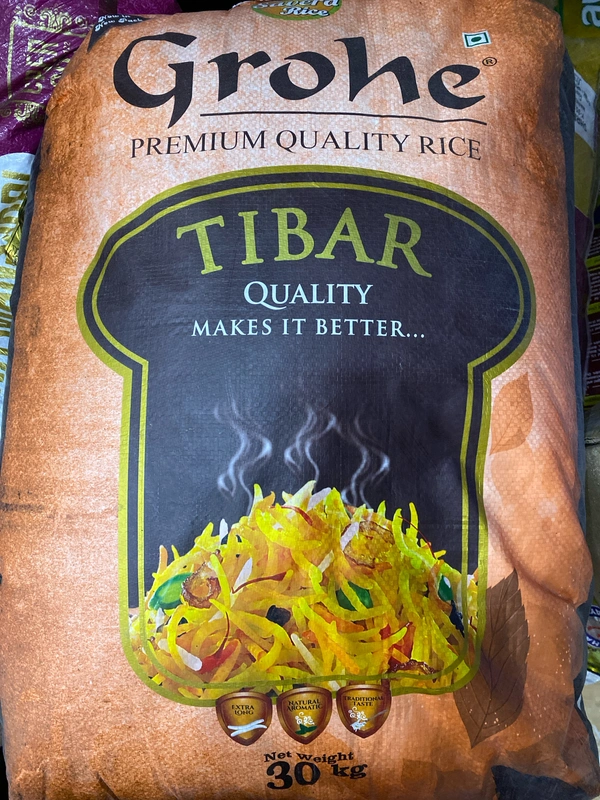 Rice
Grohe®
PREMIUM QUALITY RICE
TIBAR
QUALITY
MAKES IT BETTER...
EXTRA LONG
NATURAL AROMATIC
TRADITIONAL TASTE
Net Weight
30 kg